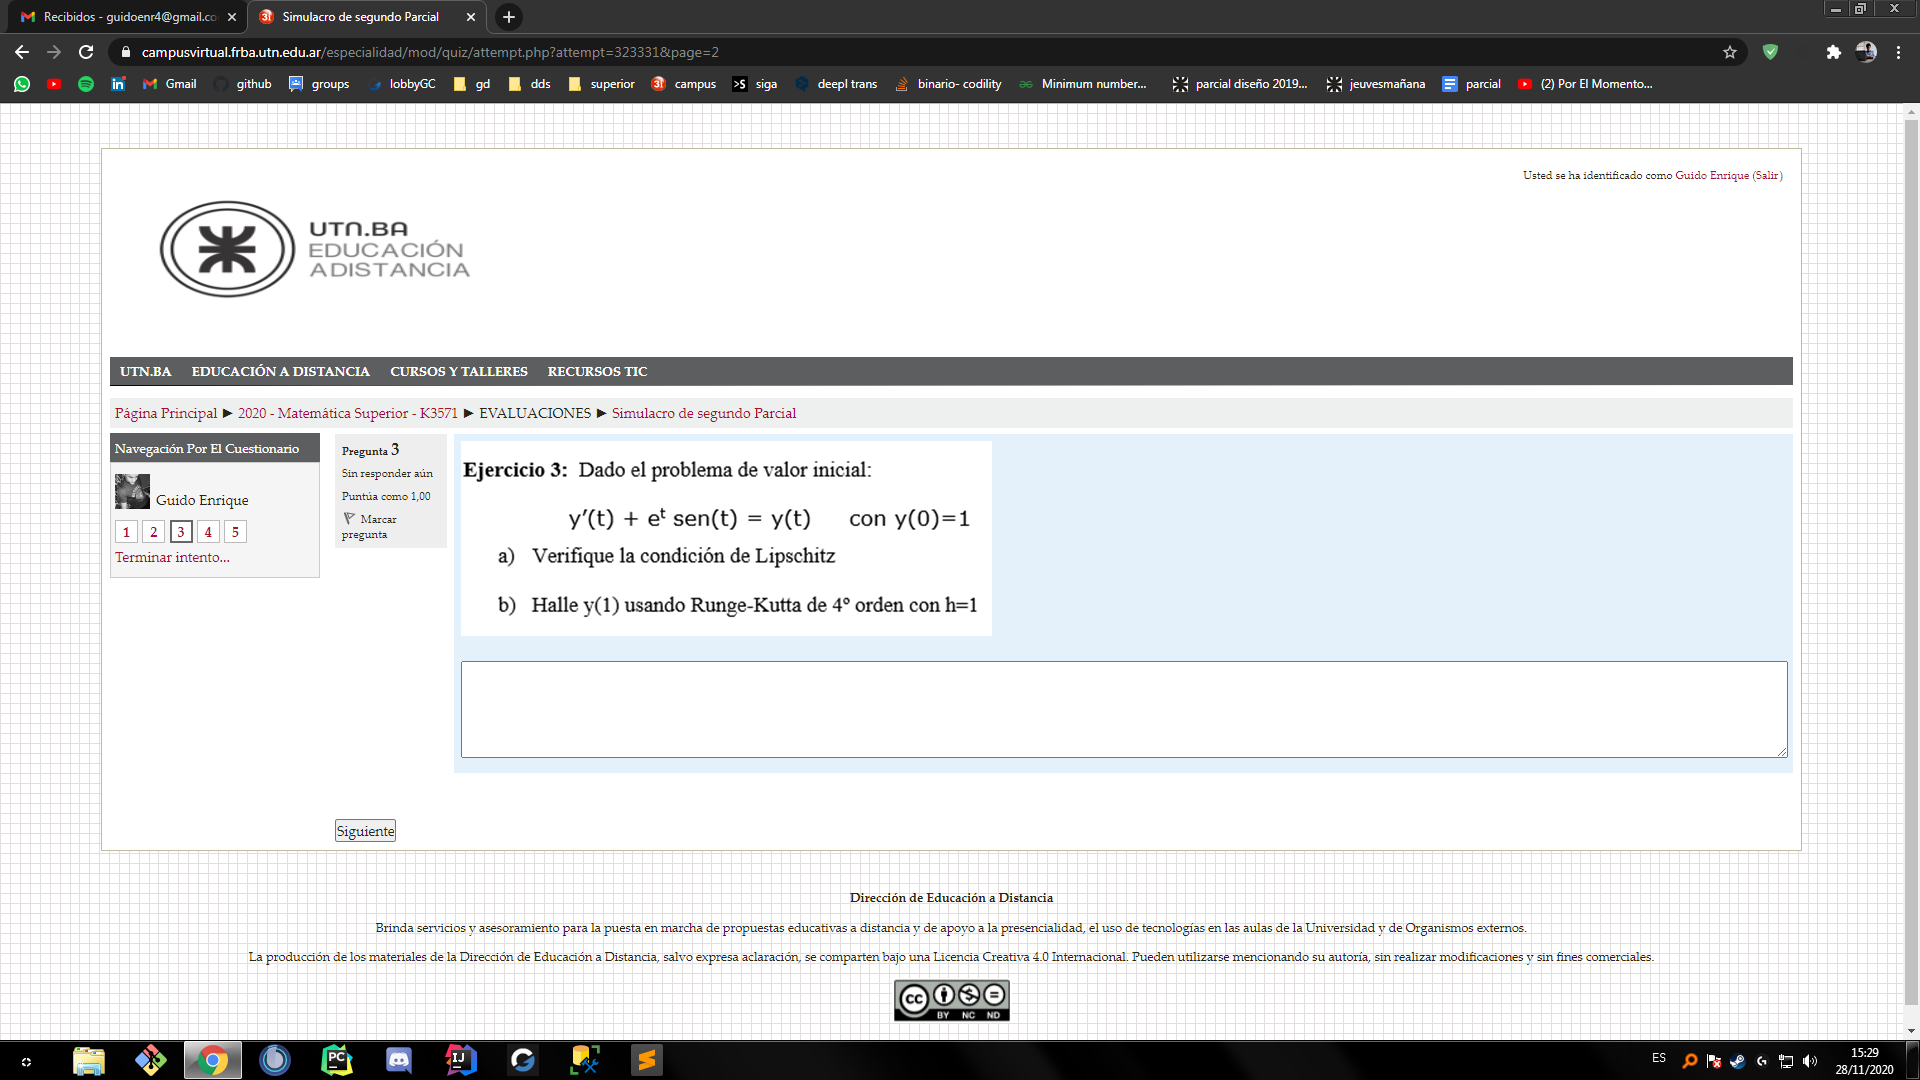 Recibidos - guidoenr4@gmail.co
Simulacro de segundo Parcial
campusvirtual.frba.utn.edu.ar/especialidad/mod/quiz/attempt.php?attempt=323331&page=2
Gmail github groups lobbyGC gd dds superior campus siga deepl trans binario- codility Minimum number... parcial diseño 2019... jeuvesmañana parcial (2) Por El Momento...
Usted se ha identificado como Guido Enrique (Salir)
UTN.BA
EDUCACIÓN
A DISTANCIA
UTN.BA EDUCACIÓN A DISTANCIA CURSOS Y TALLERES RECURSOS TIC
Página Principal ► 2020 - Matemática Superior - K3571 ► EVALUACIONES ► Simulacro de segundo Parcial
Navegación Por El Cuestionario
Guido Enrique
1 2 3 4 5
Terminar intento...
Pregunta 3
Sin responder aún
Puntúa como 1,00
Marcar
pregunta
Ejercicio 3: Dado el problema de valor inicial:
y'(t) + eᵗ sen(t) = y(t) con y(0)=1
a) Verifique la condición de Lipschitz
b) Halle y(1) usando Runge-Kutta de 4º orden con h=1
Siguiente
Dirección de Educación a Distancia
Brinda servicios y asesoramiento para la puesta en marcha de propuestas educativas a distancia y de apoyo a la presencialidad, el uso de tecnologías en las aulas de la Universidad y de Organismos externos.
La producción de los materiales de la Dirección de Educación a Distancia, salvo expresa aclaración, se comparten bajo una Licencia Creativa 4.0 Internacional. Pueden utilizarse mencionando su autoría, sin realizar modificaciones y sin fines comerciales.
cc BY NC ND
ES
15:29
28/11/2020